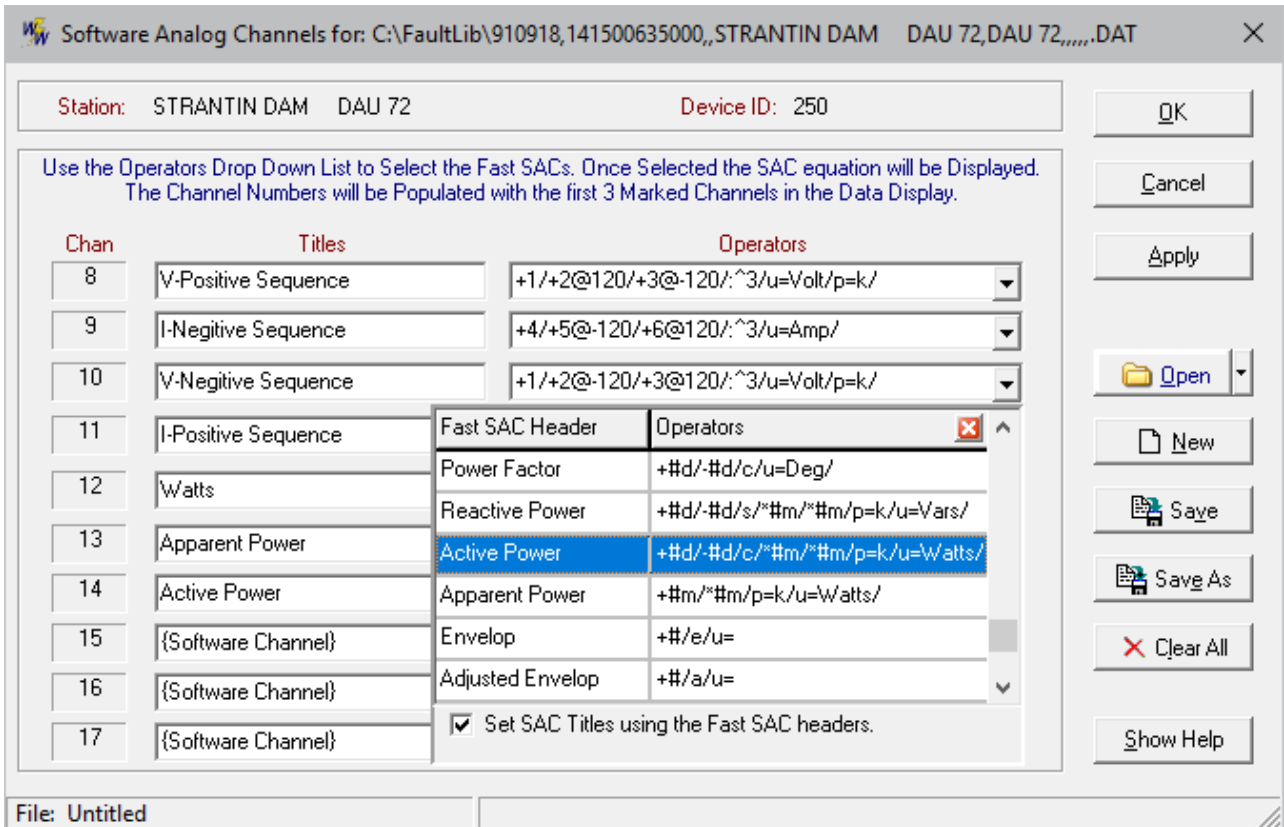 Software Analog Channels for: C:\FaultLib\910918,141500635000,,STRANTIN DAM DAU 72,DAU 72,,,,,.DAT
Station: STRANTIN DAM DAU 72 Device ID: 250
OK
Use the Operators Drop Down List to Select the Fast SACs. Once Selected the SAC equation will be Displayed.
The Channel Numbers will be Populated with the first 3 Marked Channels in the Data Display.
Cancel
Chan Titles Operators
Apply
8 V-Positive Sequence +1/+2@120/+3@-120/:^3/u=Volt/p=k/
9 I-Negitive Sequence +4/+5@-120/+6@120/:^3/u=Amp/
10 V-Negitive Sequence +1/+2@-120/+3@120/:^3/u=Volt/p=k/
Open
11 I-Positive Sequence
Fast SAC Header Operators
New
Power Factor +#d/-#d/c/u=Deg/
12 Watts
Reactive Power +#d/-#d/s/*#m/*#m/p=k/u=Vars/
Save
13 Apparent Power
Active Power +#d/-#d/c/*#m/*#m/p=k/u=Watts/
14 Active Power
Apparent Power +#m/*#m/p=k/u=Watts/
Save As
15 {Software Channel}
Envelop +#/e/u=
Clear All
16 {Software Channel}
Adjusted Envelop +#/a/u=
17 {Software Channel}
Set SAC Titles using the Fast SAC headers.
Show Help
File: Untitled